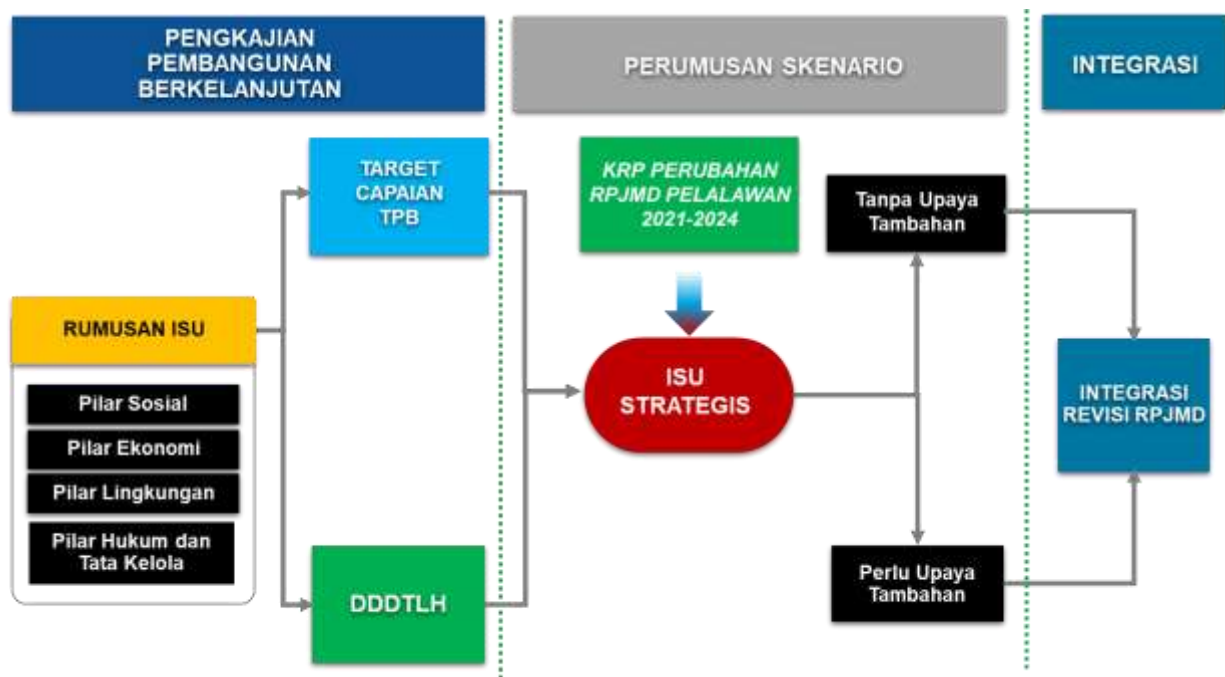 PENGKAJIAN
PEMBANGUNAN
BERKELANJUTAN
PERUMUSAN SKENARIO
INTEGRASI
TARGET
CAPAIAN
TPB
KRP PERUBAHAN
RPJMD PELALAWAN
2021-2024
Tanpa Upaya
Tambahan
RUMUSAN ISU
Pilar Sosial
Pilar Ekonomi
Pilar Lingkungan
Pilar Hukum dan
Tata Kelola
ISU
STRATEGIS
INTEGRASI
REVISI RPJMD
DDDTLH
Perlu Upaya
Tambahan